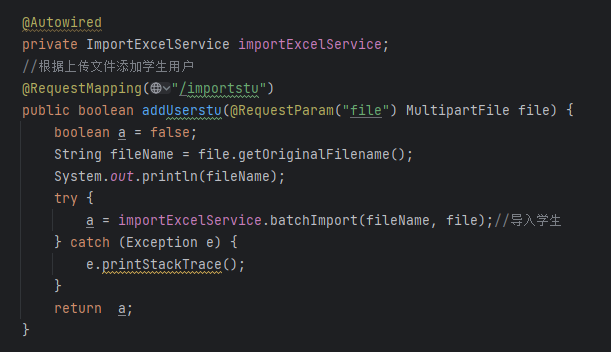 @Autowired
private ImportExcelService importExcelService;
//根据上传文件添加学生用户
@RequestMapping("/importstu")
public boolean addUserstu(@RequestParam("file") MultipartFile file) {
boolean a = false;
String fileName = file.getOriginalFilename();
System.out.println(fileName);
try {
a = importExcelService.batchImport(fileName, file);//导入学生
} catch (Exception e) {
e.printStackTrace();
}
return  a;
}